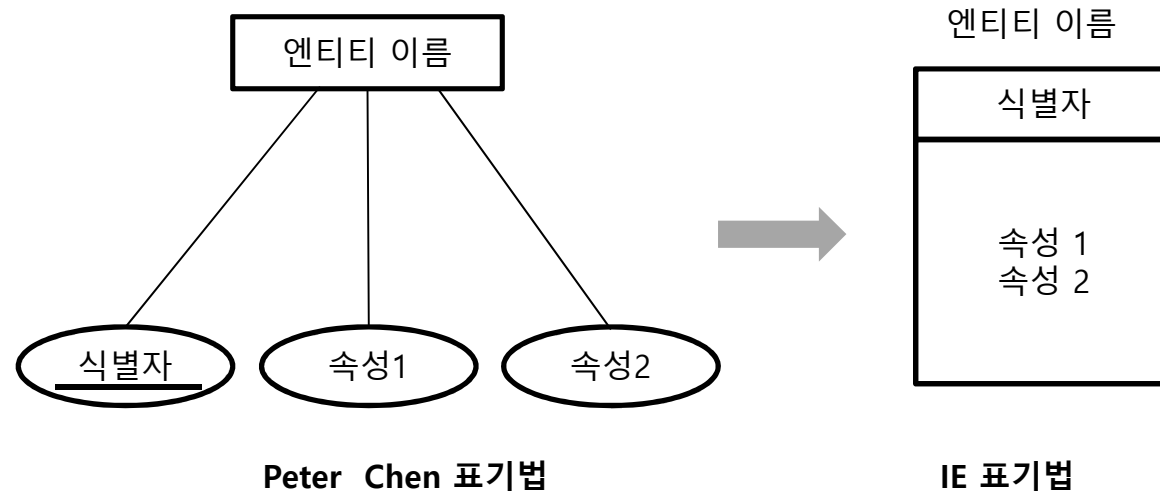 엔티티 이름
식별자
속성1
속성2
Peter Chen 표기법
엔티티 이름
식별자
속성 1
속성 2
IE 표기법